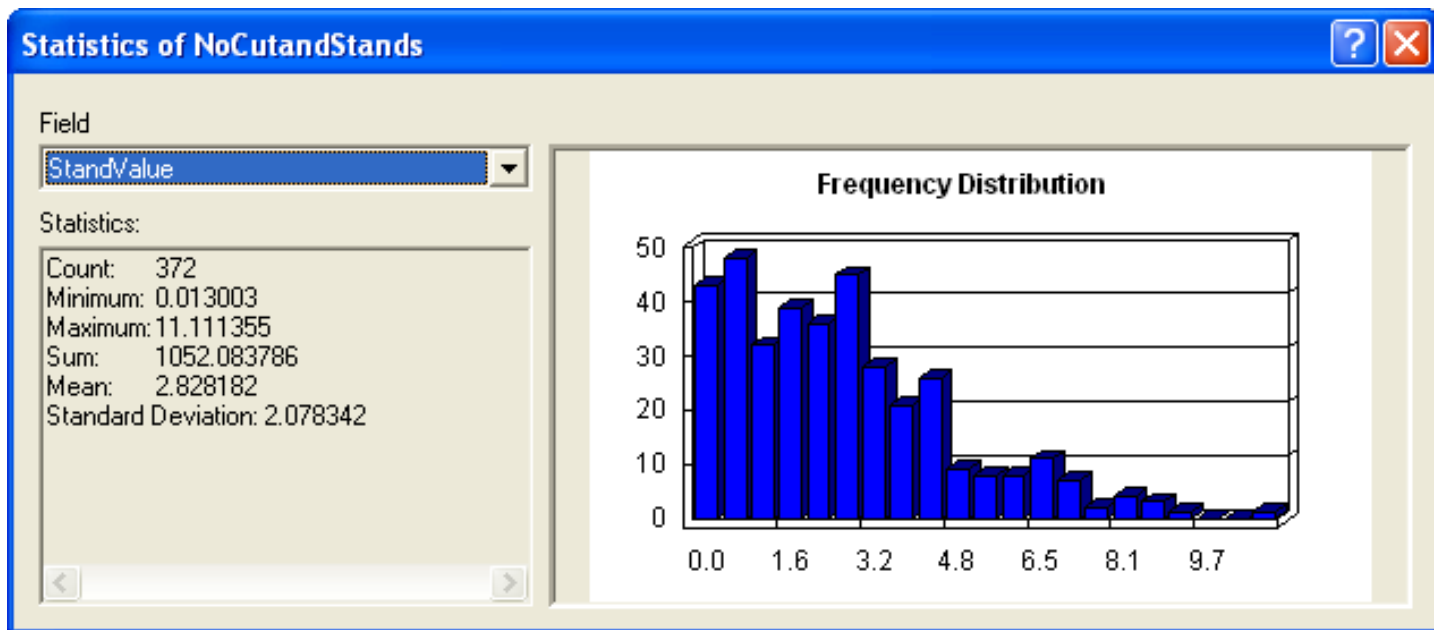 Statistics of NoCutandStands
Field
StandValue
Statistics:
Count: 372
Minimum: 0.013003
Maximum: 11.111355
Sum: 1052.083786
Mean: 2.828182
Standard Deviation: 2.078342
Frequency Distribution
50
40
30
20
10
0
0.0 1.6 3.2 4.8 6.5 8.1 9.7